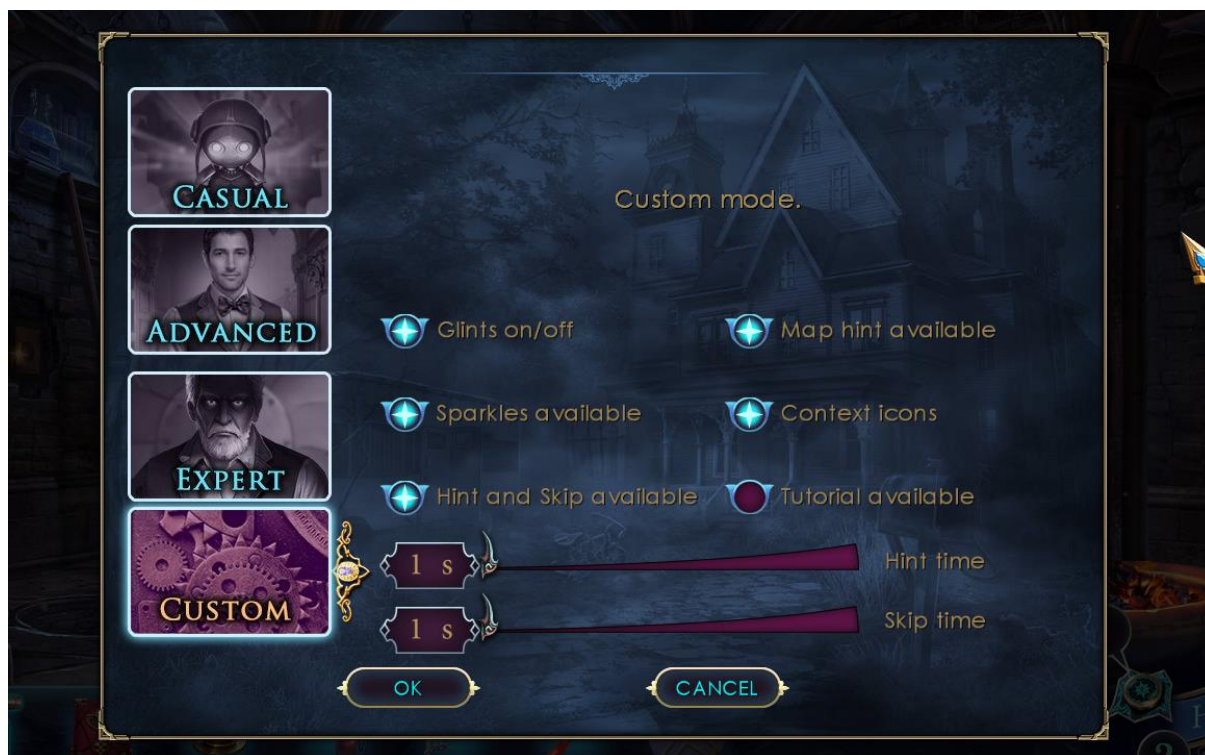 CASUAL
ADVANCED
EXPERT
CUSTOM
Custom mode.
Glints on/off
Map hint available
Sparkles available
Context icons
Hint and Skip available
Tutorial available
1 s
Hint time
1 s
Skip time
OK
CANCEL